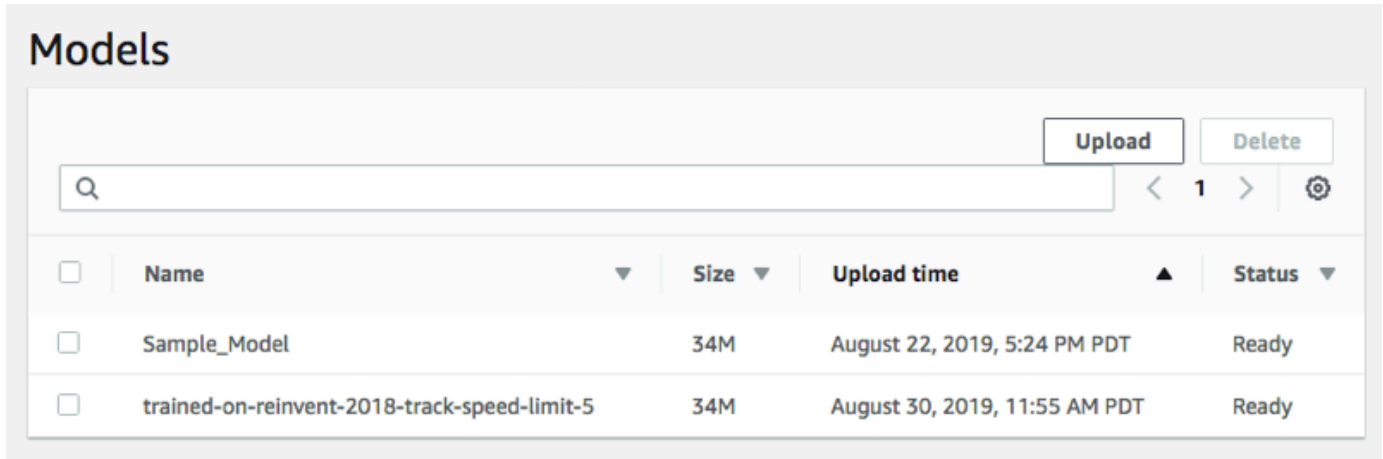 Models
Upload Delete
1
Name Size Upload time Status
Sample_Model 34M August 22, 2019, 5:24 PM PDT Ready
trained-on-reinvent-2018-track-speed-limit-5 34M August 30, 2019, 11:55 AM PDT Ready